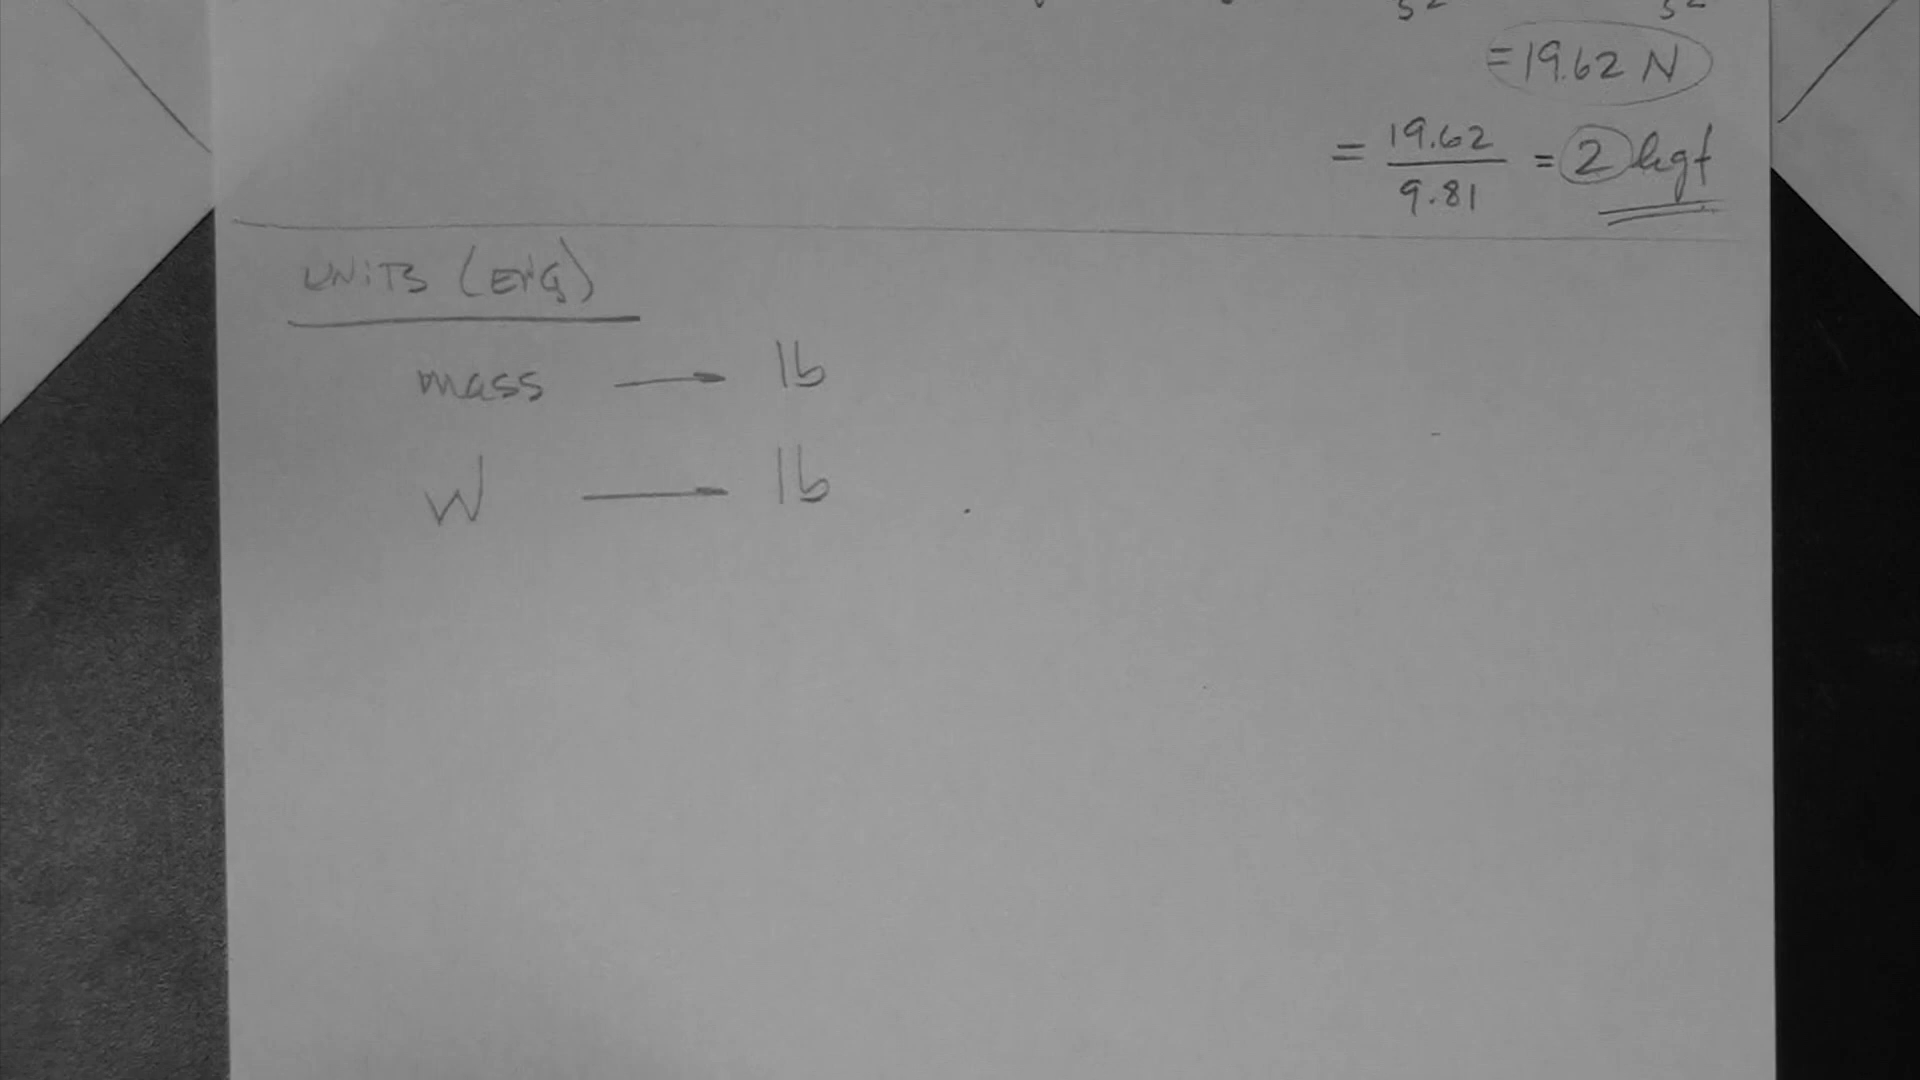 = 19.62 N
= 19.62 / 9.81 = 2 kgf
UNITS (ENG)
mass → lb
W → lb